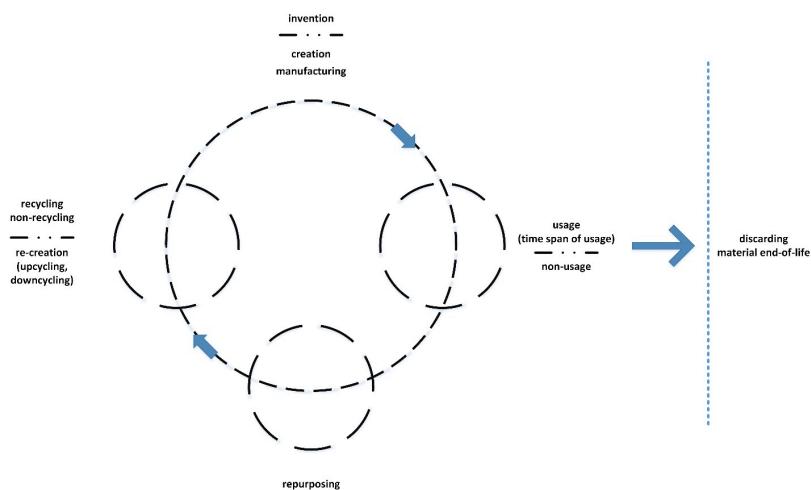 invention
creation
manufacturing
recycling
non-recycling
re-creation
(upcycling,
downcycling)
usage
(time span of usage)
non-usage
discarding
material end-of-life
repurposing